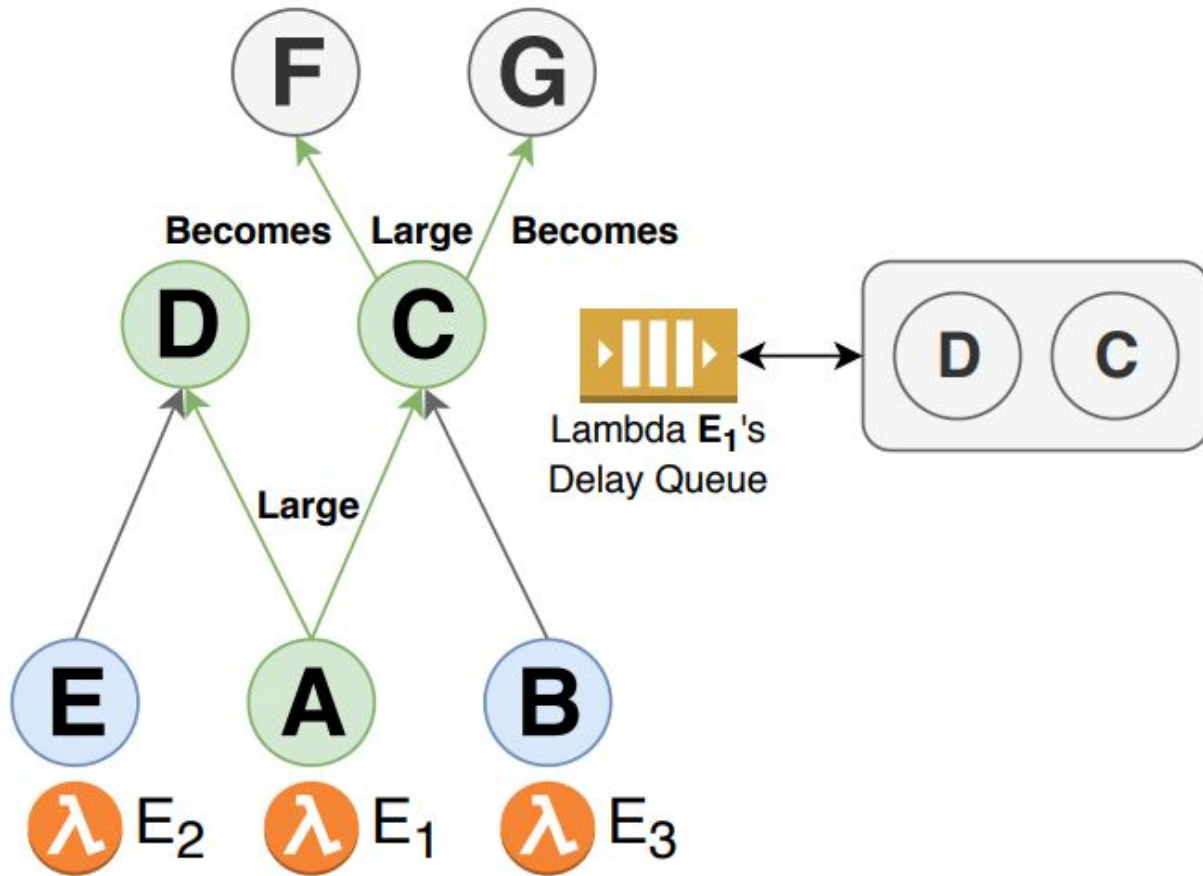 F G
Becomes Large Becomes
D C
D C
Lambda E₁'s
Delay Queue
Large
E A B
λ E₂ λ E₁ λ E₃